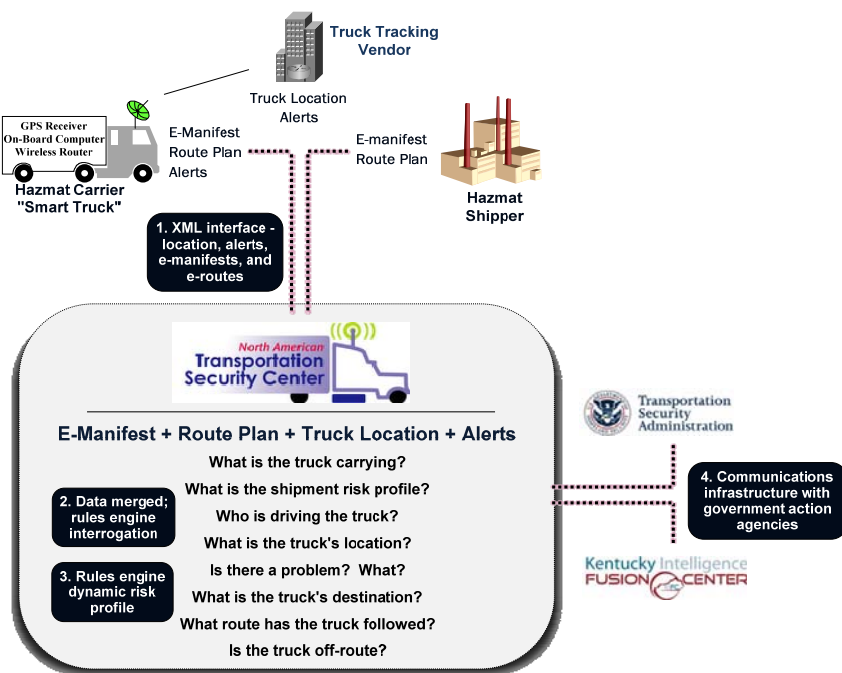 Truck Tracking
Vendor
Truck Location
Alerts
GPS Receiver
On-Board Computer
Wireless Router
Hazmat Carrier
"Smart Truck"
E-Manifest
Route Plan
Alerts
E-manifest
Route Plan
Hazmat
Shipper
1. XML interface -
location, alerts,
e-manifests, and
e-routes
North American
Transportation
Security Center
E-Manifest + Route Plan + Truck Location + Alerts
What is the truck carrying?
What is the shipment risk profile?
Who is driving the truck?
What is the truck's location?
Is there a problem? What?
What is the truck's destination?
What route has the truck followed?
Is the truck off-route?
2. Data merged;
rules engine
interrogation
3. Rules engine
dynamic risk
profile
Transportation
Security
Administration
4. Communications
infrastructure with
government action
agencies
Kentucky Intelligence
FUSION CENTER